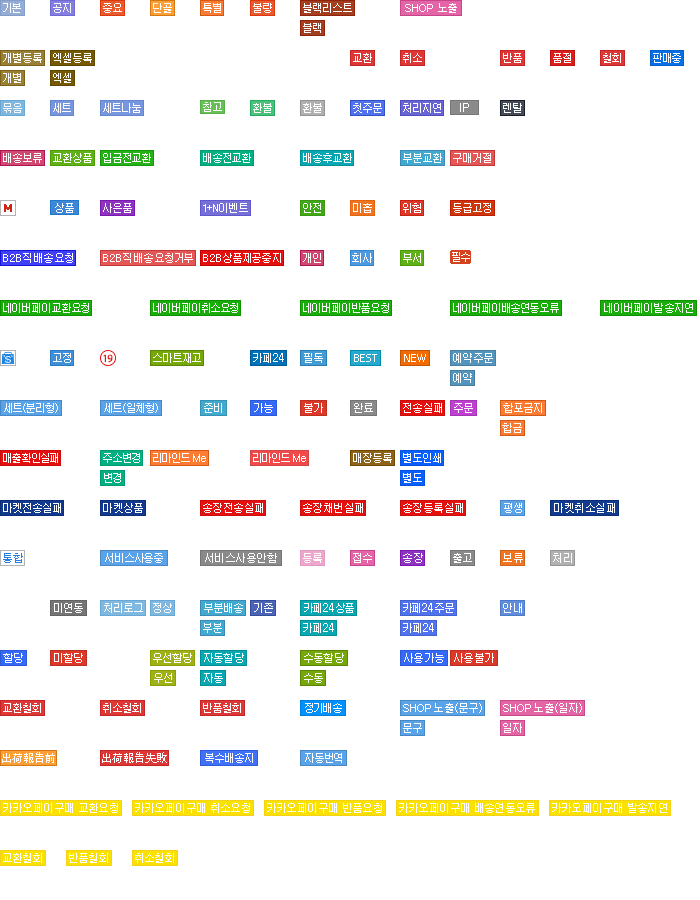 기본 공지 중요 단골 특별 불량 블랙리스트 SHOP 노출
블랙
개별등록 엑셀등록 교환 취소 반품 품절 철회 판매중
개별 엑셀
묶음 세트 세트나눔 참고 환불 환불 첫주문 처리지연 IP 렌탈
배송보류 교환상품 입금전교환 배송전교환 배송후교환 부분교환 구매거절
M 상품 사은품 1+N이벤트 안전 미흡 위험 등급고정
B2B직배송요청 B2B직배송요청거부 B2B상품제공중지 개인 회사 부서 필수
네이버페이교환요청 네이버페이취소요청 네이버페이반품요청 네이버페이배송연동오류 네이버페이발송지연
S 고정 19 스마트재고 카페24 필독 BEST NEW 예약주문
예약
세트(분리형) 세트(일체형) 준비 가능 불가 완료 전송실패 주문 합포금지
합금
매출확인실패 주소변경 리마인드 Me 리마인드 Me 매장등록 별도인쇄
변경 별도
마켓전송실패 마켓상품 송장전송실패 송장채번실패 송장등록실패 평생 마켓취소실패
통합 서비스사용중 서비스사용안함 등록 접수 송장 출고 보류 처리
미연동 처리로그 정상 부분배송 기존 카페24상품 카페24주문 안내
부분 카페24 카페24
할당 미할당 우선할당 자동할당 수동할당 사용가능 사용불가
우선 자동 수동
교환철회 취소철회 반품철회 정기배송 SHOP 노출(문구) SHOP 노출(일자)
문구 일자
出荷報告前 出荷報告失敗 복수배송지 자동번역
카카오페이구매 교환요청 카카오페이구매 취소요청 카카오페이구매 반품요청 카카오페이구매 배송연동오류 카카오페이구매 발송지연
교환철회 반품철회 취소철회